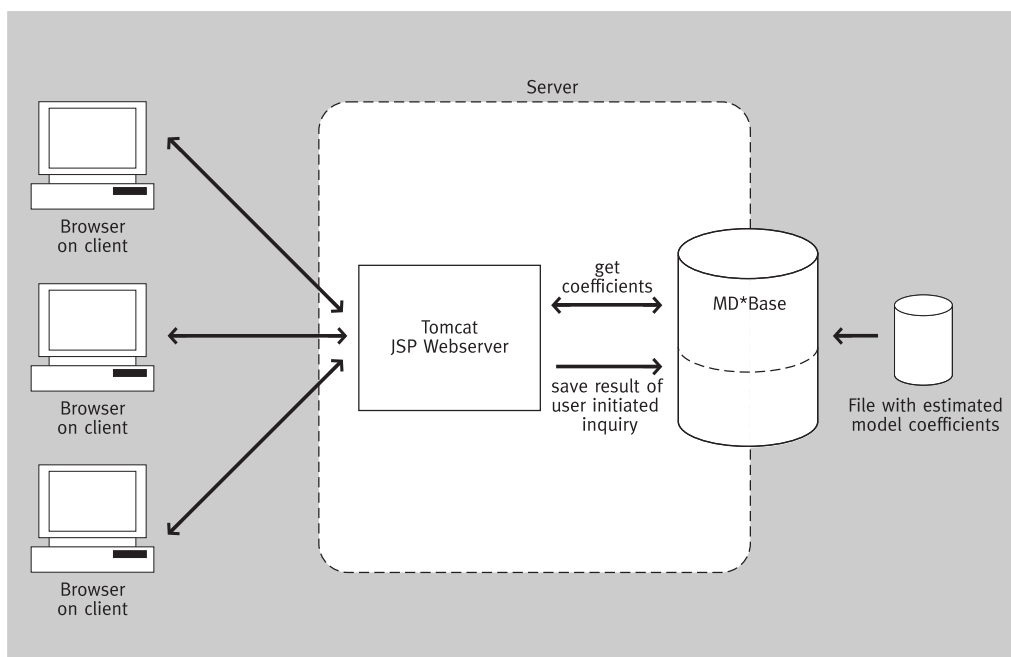 Server
Browser
on client
Browser
on client
Browser
on client
Tomcat
JSP Webserver
get
coefficients
save result of
user initiated
inquiry
MD*Base
File with estimated
model coefficients